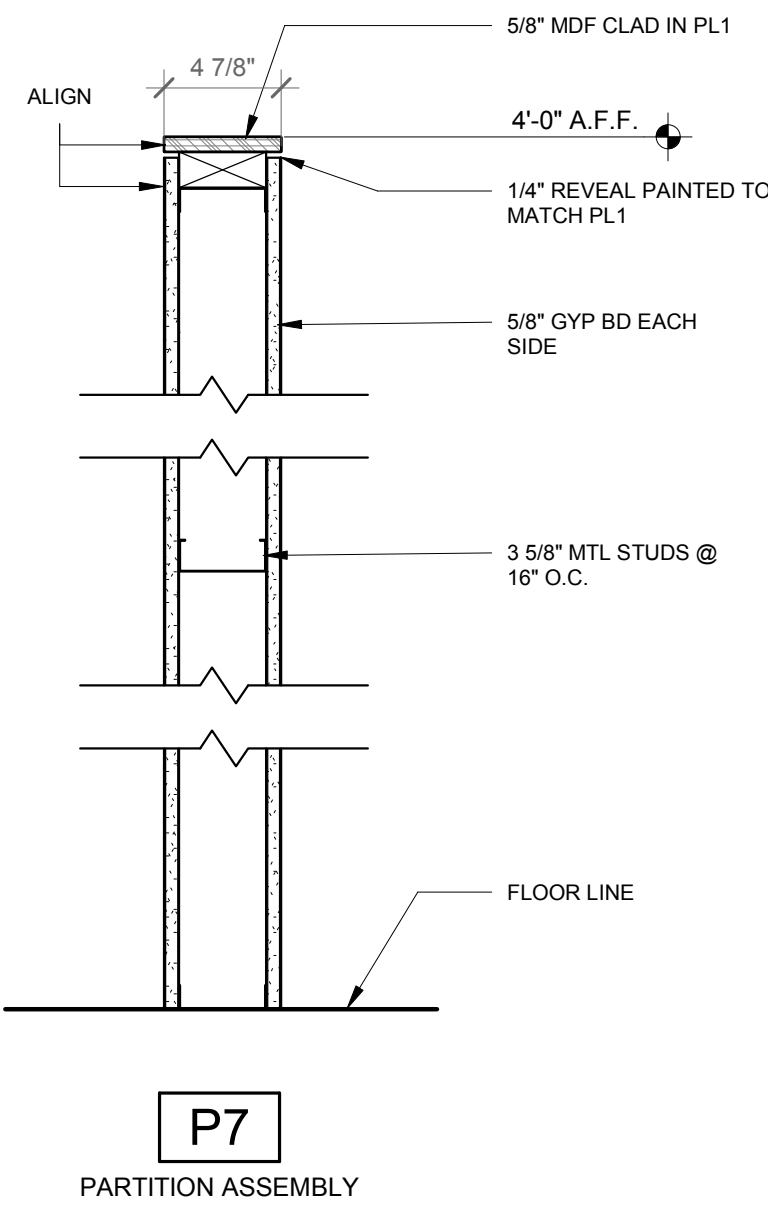 5/8" MDF CLAD IN PL1
4 7/8"
ALIGN
4'-0" A.F.F.
1/4" REVEAL PAINTED TO
MATCH PL1
5/8" GYP BD EACH
SIDE
3 5/8" MTL STUDS @
16" O.C.
FLOOR LINE
P7
PARTITION ASSEMBLY